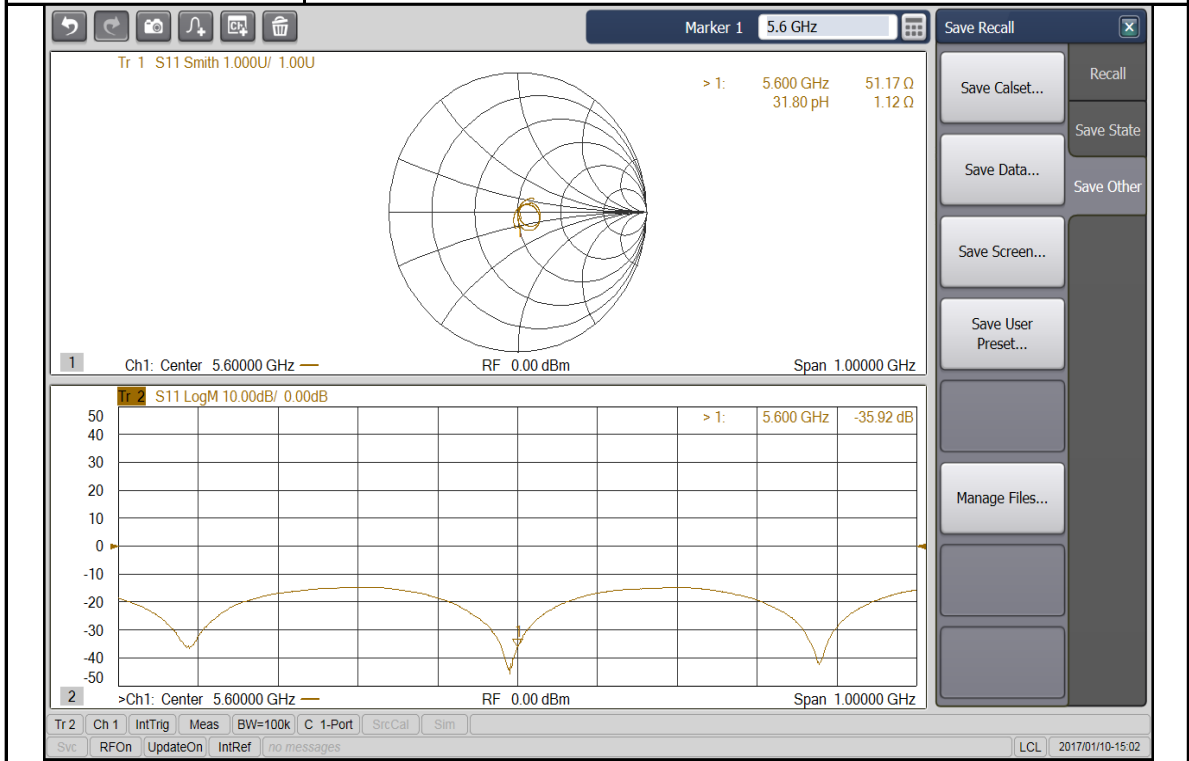 Marker 1 5.6 GHz
Save Recall
Tr 1 S11 Smith 1.000U/ 1.00U
> 1: 5.600 GHz 51.17 Ω
31.80 pH 1.12 Ω
1 Ch1: Center 5.60000 GHz — RF 0.00 dBm Span 1.00000 GHz
Tr 2 S11 LogM 10.00dB/ 0.00dB
> 1: 5.600 GHz -35.92 dB
50
40
30
20
10
0
-10
-20
-30
-40
-50
2 >Ch1: Center 5.60000 GHz — RF 0.00 dBm Span 1.00000 GHz
Save Calset...
Save Data...
Save Screen...
Save User
Preset...
Manage Files...
Recall
Save State
Save Other
Tr 2 Ch 1 IntTrig Meas BW=100k C 1-Port SrcCal Sim
Svc RFOn UpdateOn IntRef no messages LCL 2017/01/10-15:02